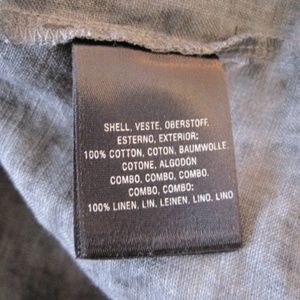 SHELL, VESTE, OBERSTOFF,
ESTERNO, EXTERIOR:
100% COTTON, COTON, BAUMWOLLE,
COTONE, ALGODÓN
COMBO, COMBO, COMBO,
COMBO, COMBO:
100% LINEN, LIN, LEINEN, LINO, LINO